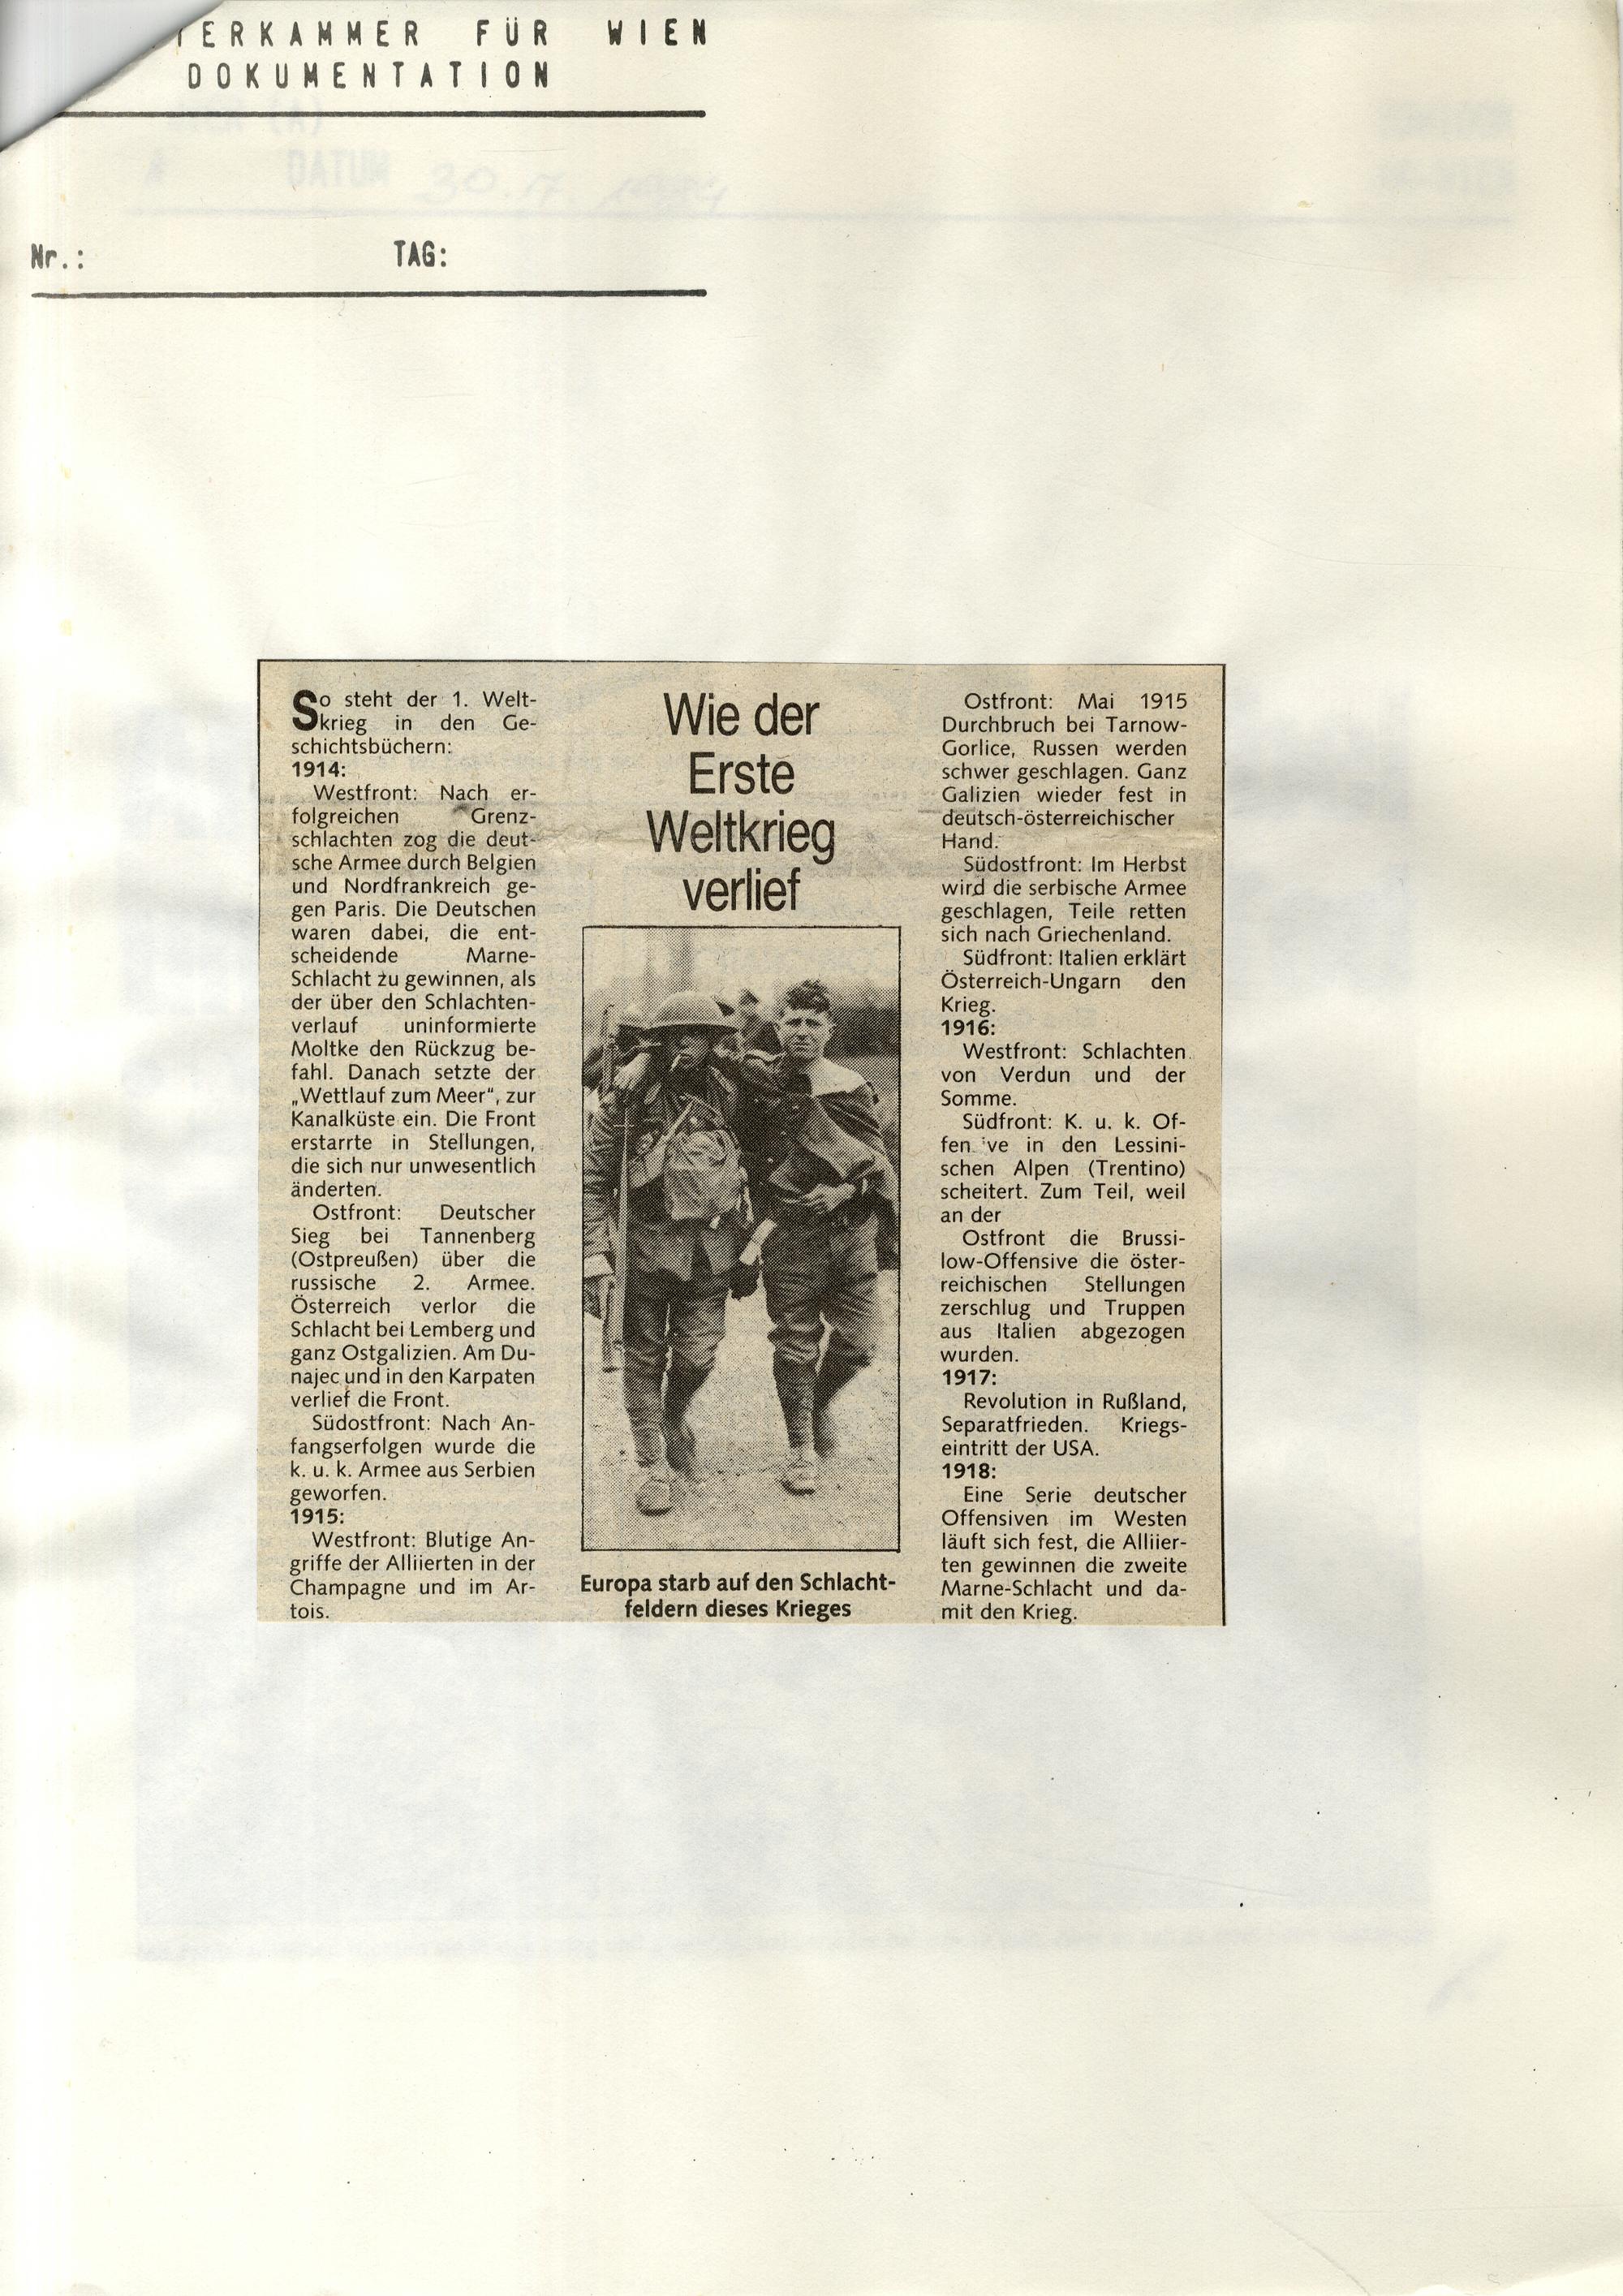 TERKAMMER FÜR WIEN
DOKUMENTATION
DATUM
Nr.: TAG:
So steht der 1. Welt-
krieg in den Ge-
schichtsbüchern:
1914:
Westfront: Nach er-
folgreichen Grenz-
schlachten zog die deut-
sche Armee durch Belgien
und Nordfrankreich ge-
gen Paris. Die Deutschen
waren dabei, die ent-
scheidende Marne-
Schlacht zu gewinnen, als
der über den Schlachten-
verlauf uninformierte
Moltke den Rückzug be-
fahl. Danach setzte der
„Wettlauf zum Meer“, zur
Kanalküste ein. Die Front
erstarrte in Stellungen,
die sich nur unwesentlich
änderten.
Ostfront: Deutscher
Sieg bei Tannenberg
(Ostpreußen) über die
russische 2. Armee.
Österreich verlor die
Schlacht bei Lemberg und
ganz Ostgalizien. Am Du-
najec und in den Karpaten
verlief die Front.
Südostfront: Nach An-
fangserfolgen wurde die
k. u. k. Armee aus Serbien
geworfen.
1915:
Westfront: Blutige An-
griffe der Alliierten in der
Champagne und im Ar-
tois.
Wie der
Erste
Weltkrieg
verlief
Europa starb auf den Schlacht-
feldern dieses Krieges
Ostfront: Mai 1915
Durchbruch bei Tarnow-
Gorlice, Russen werden
schwer geschlagen. Ganz
Galizien wieder fest in
deutsch-österreichischer
Hand.
Südostfront: Im Herbst
wird die serbische Armee
geschlagen, Teile retten
sich nach Griechenland.
Südfront: Italien erklärt
Österreich-Ungarn den
Krieg.
1916:
Westfront: Schlachten
von Verdun und der
Somme.
Südfront: K. u. k. Of-
fen ve in den Lessini-
schen Alpen (Trentino)
scheitert. Zum Teil, weil
an der
Ostfront die Brussi-
low-Offensive die öster-
reichischen Stellungen
zerschlug und Truppen
aus Italien abgezogen
wurden.
1917:
Revolution in Rußland,
Separatfrieden. Kriegs-
eintritt der USA.
1918:
Eine Serie deutscher
Offensiven im Westen
läuft sich fest, die Alliier-
ten gewinnen die zweite
Marne-Schlacht und da-
mit den Krieg.